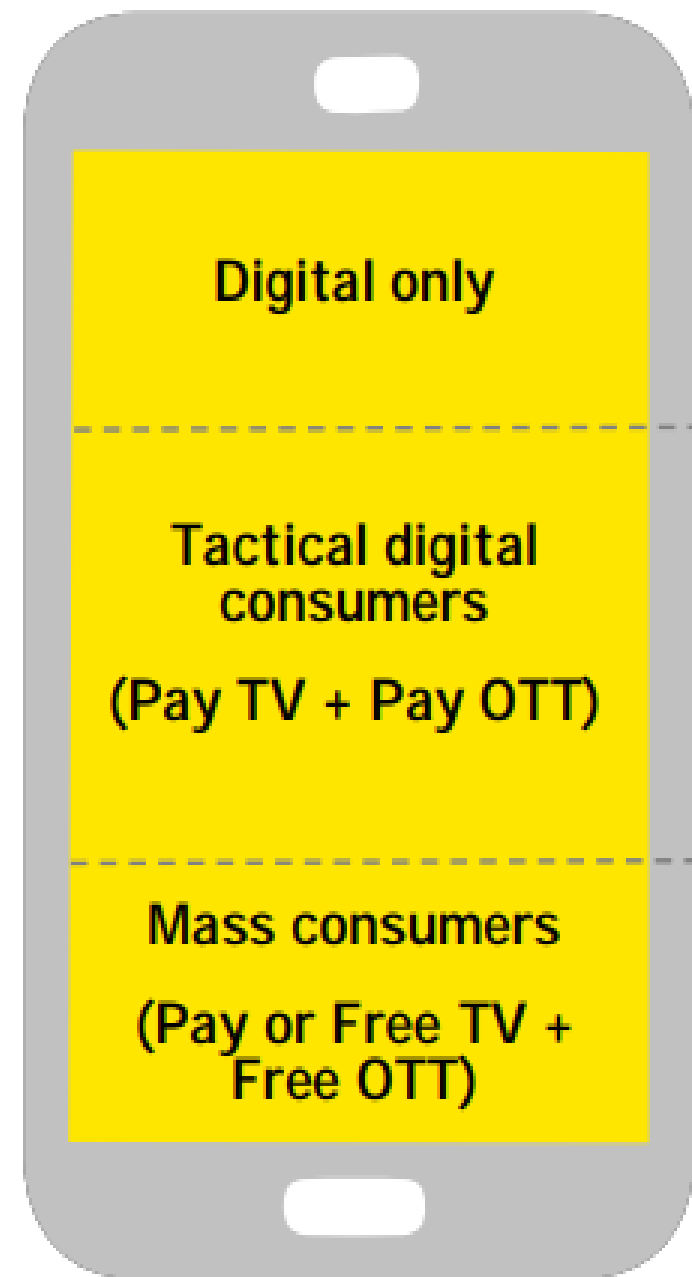 Digital only
Tactical digital
consumers
(Pay TV + Pay OTT)
Mass consumers
(Pay or Free TV +
Free OTT)